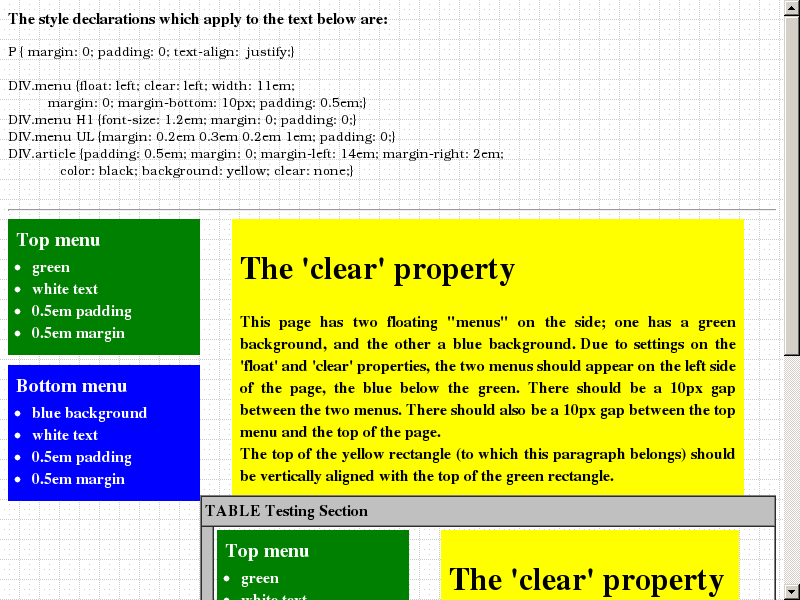 The style declarations which apply to the text below are:
P { margin: 0; padding: 0; text-align:  justify;}
DIV.menu {float: left; clear: left; width: 11em;
margin: 0; margin-bottom: 10px; padding: 0.5em;}
DIV.menu H1 {font-size: 1.2em; margin: 0; padding: 0;}
DIV.menu UL {margin: 0.2em 0.3em 0.2em 1em; padding: 0;}
DIV.article {padding: 0.5em; margin: 0; margin-left: 14em; margin-right: 2em;
color: black; background: yellow; clear: none;}
Top menu
• green
• white text
• 0.5em padding
• 0.5em margin
Bottom menu
• blue background
• white text
• 0.5em padding
• 0.5em margin
The 'clear' property
This page has two floating "menus" on the side; one has a green
background, and the other a blue background. Due to settings on the
'float' and 'clear' properties, the two menus should appear on the left side
of the page, the blue below the green. There should be a 10px gap
between the two menus. There should also be a 10px gap between the top
menu and the top of the page.
The top of the yellow rectangle (to which this paragraph belongs) should
be vertically aligned with the top of the green rectangle.
TABLE Testing Section
Top menu
• green
• white text
The 'clear' property